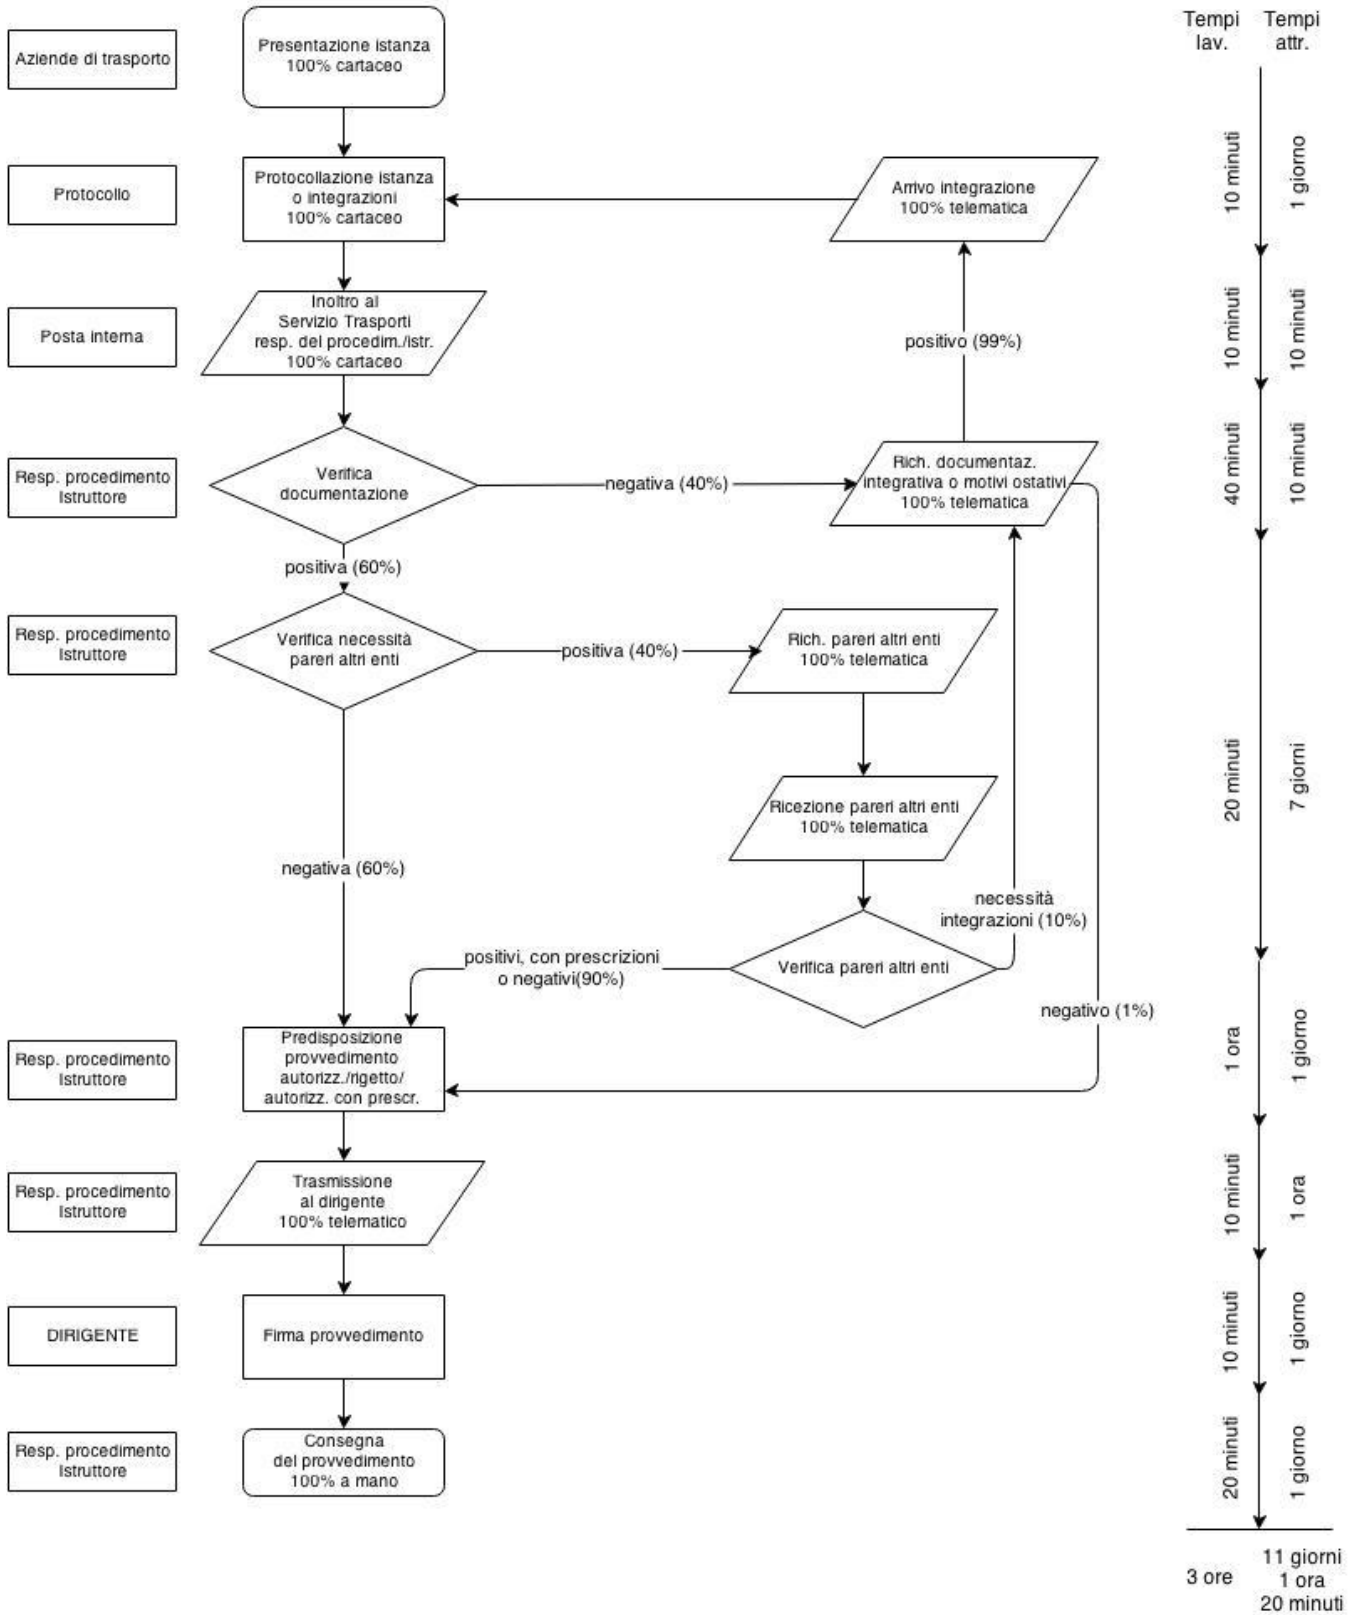 Tempi
lav.
Tempi
attr.
Aziende di trasporto
Presentazione istanza
100% cartaceo
Protocollo
Protocollazione istanza
o integrazioni
100% cartaceo
Arrivo integrazione
100% telematica
10 minuti
1 giorno
Posta interna
Inoltro al
Servizio Trasporti
resp. del procedim./istr.
100% cartaceo
positivo (99%)
10 minuti
10 minuti
Resp. procedimento
Istruttore
Verifica
documentazione
negativa (40%)
Rich. documentaz.
integrativa o motivi ostativi
100% telematica
40 minuti
10 minuti
positiva (60%)
Resp. procedimento
Istruttore
Verifica necessità
pareri altri enti
positiva (40%)
Rich. pareri altri enti
100% telematica
Ricezione pareri altri enti
100% telematica
20 minuti
7 giorni
negativa (60%)
necessità
integrazioni (10%)
positivi, con prescrizioni
o negativi(90%)
Verifica pareri altri enti
negativo (1%)
Resp. procedimento
Istruttore
Predisposizione
provvedimento
autorizz./rigetto/
autorizz. con prescr.
1 ora
1 giorno
Resp. procedimento
Istruttore
Trasmissione
al dirigente
100% telematico
10 minuti
1 ora
DIRIGENTE
Firma provvedimento
10 minuti
1 giorno
Resp. procedimento
Istruttore
Consegna
del provvedimento
100% a mano
20 minuti
1 giorno
3 ore
11 giorni
1 ora
20 minuti